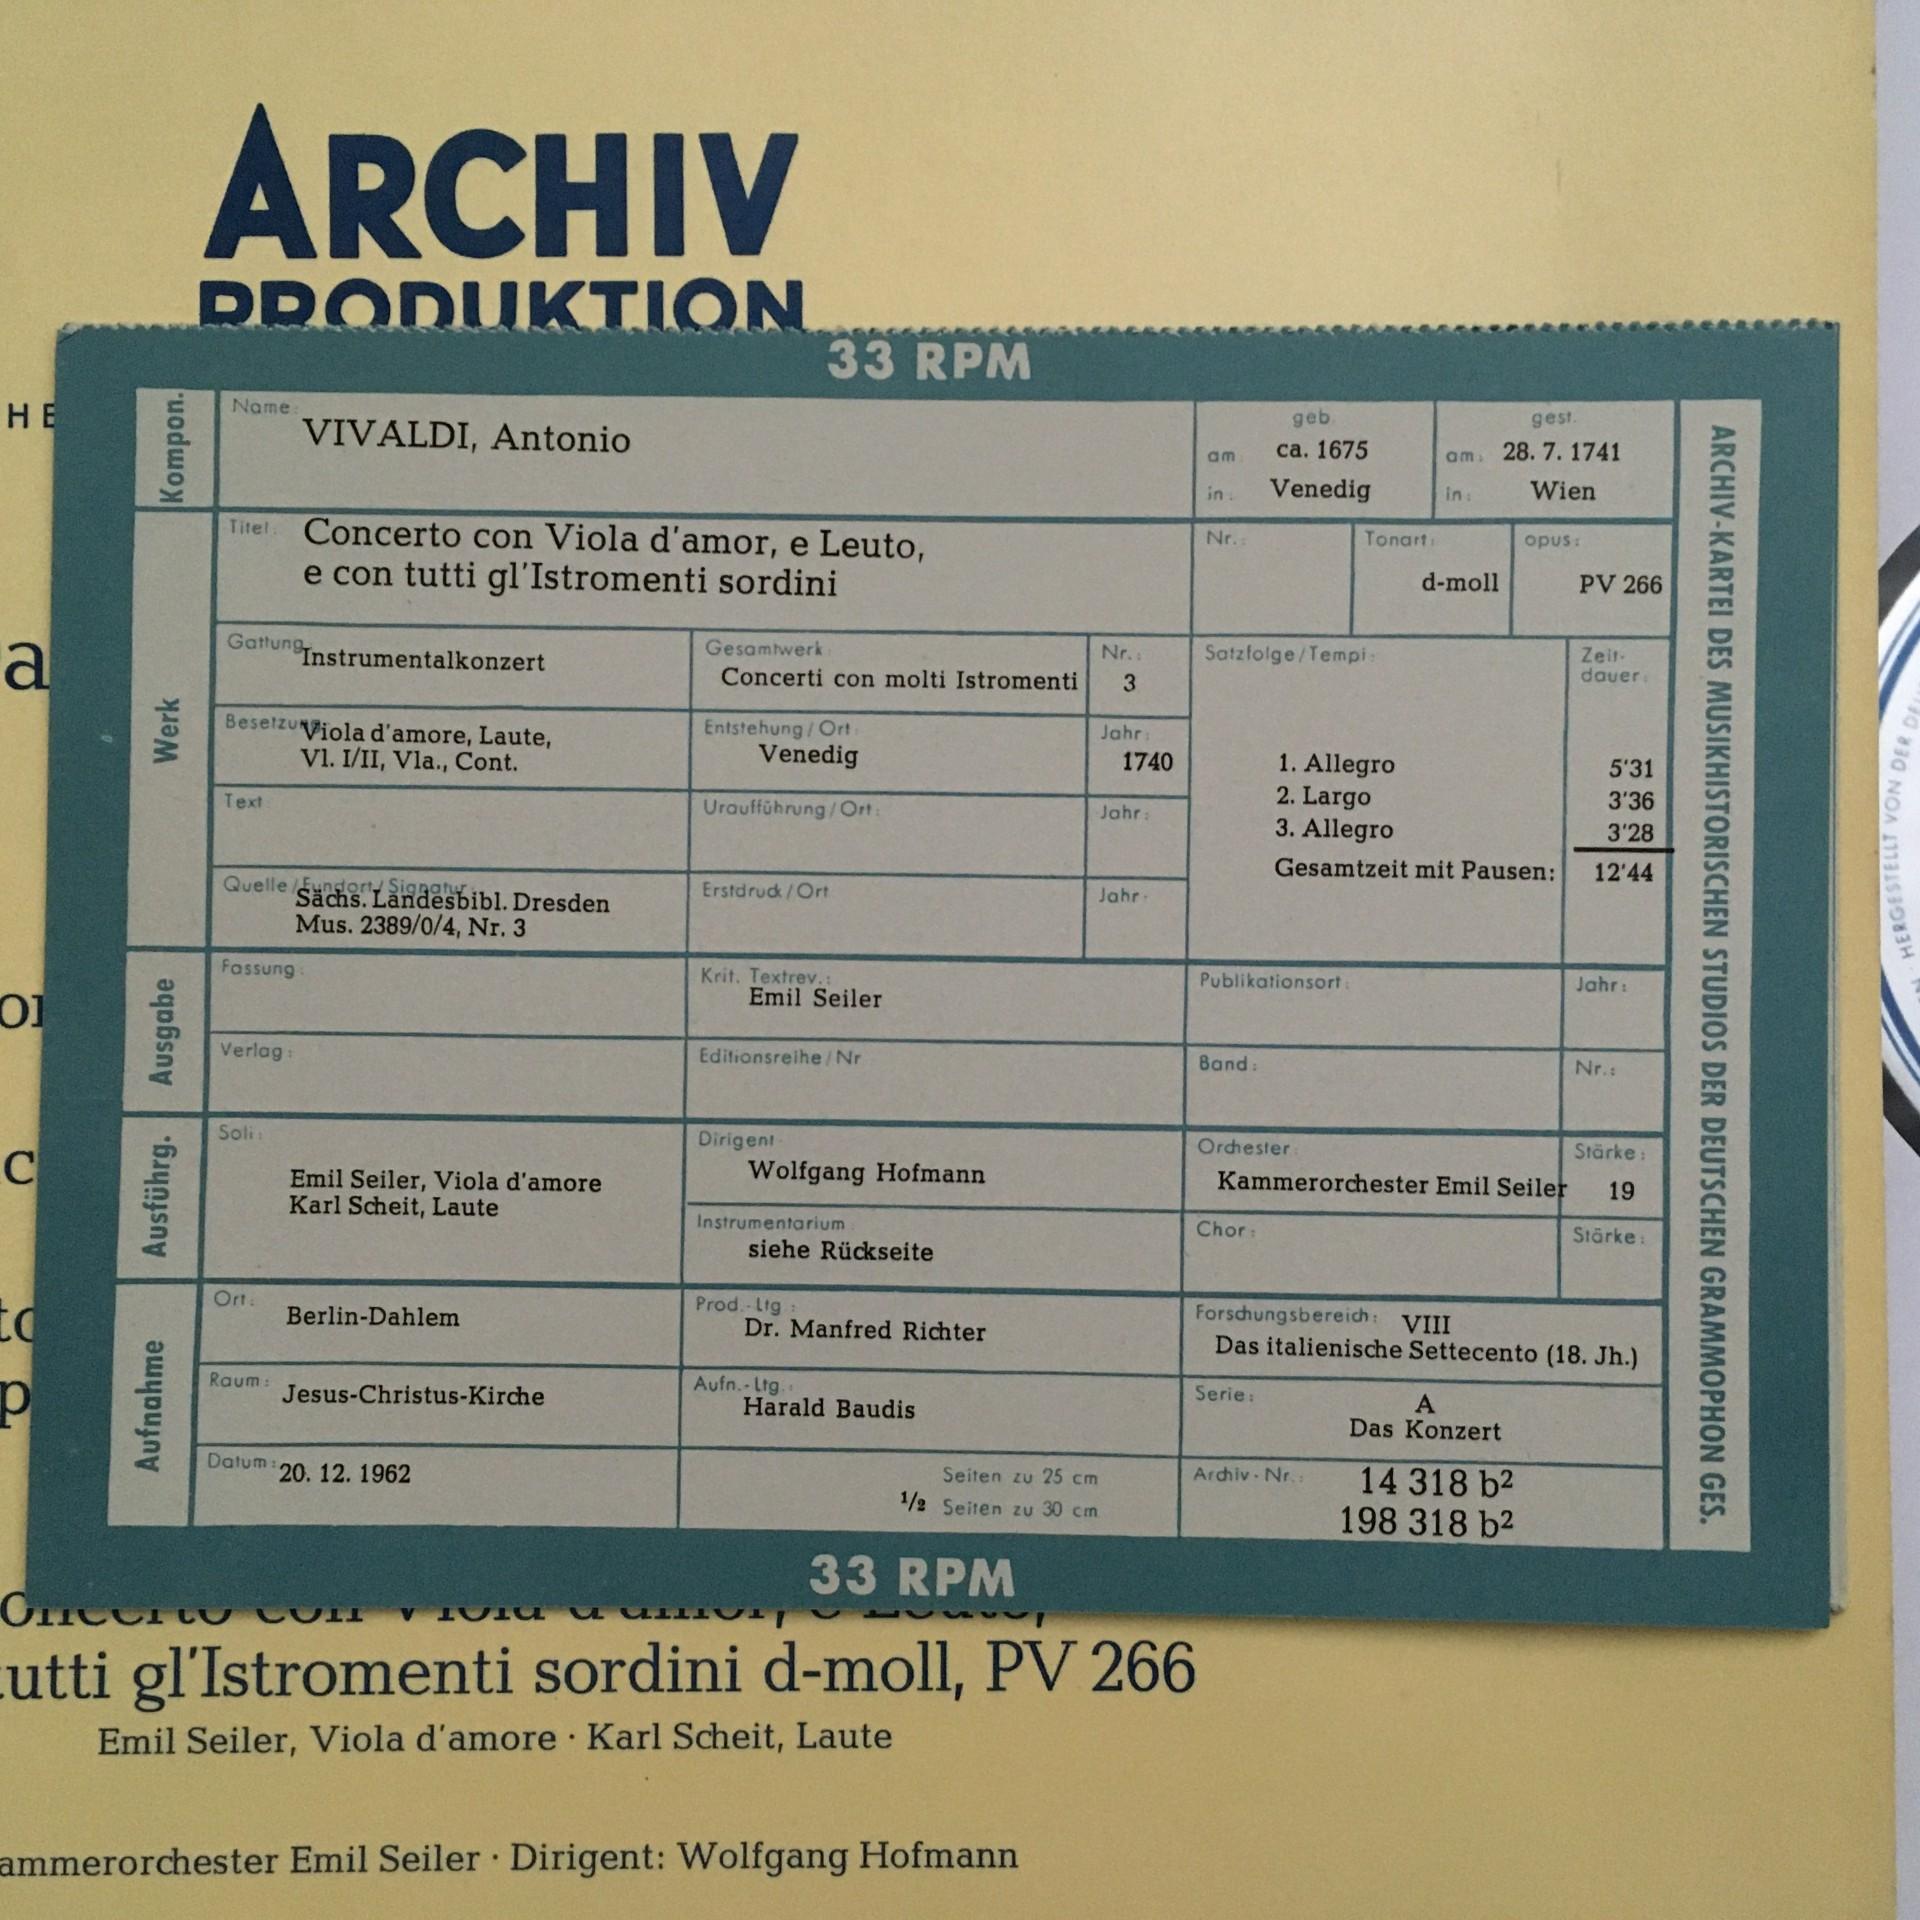 ARCHIV
PRODUKTION
HE
33 RPM
Kompon.
Name:
VIVALDI, Antonio
geb.
am: ca. 1675
in: Venedig
gest.
am: 28. 7. 1741
in: Wien
Werk
Titel: Concerto con Viola d'amor, e Leuto,
e con tutti gl'Istromenti sordini
Nr.:
Tonart:
d-moll
opus:
PV 266
Gattung: Instrumentalkonzert
Gesamtwerk:
Concerti con molti Istromenti
Nr.:
3
Satzfolge/Tempi:
Zeit-
dauer:
Besetzung: Viola d'amore, Laute,
Vl. I/II, Vla., Cont.
Entstehung/Ort:
Venedig
Jahr:
1740
1. Allegro 5'31
2. Largo 3'36
3. Allegro 3'28
Gesamtzeit mit Pausen: 12'44
Text:
Uraufführung/Ort:
Jahr:
Quelle/Fundort/Signatur:
Sächs. Landesbibl. Dresden
Mus. 2389/0/4, Nr. 3
Erstdruck/Ort
Jahr:
Ausgabe
Fassung:
Krit. Textrev.:
Emil Seiler
Publikationsort:
Jahr:
Verlag:
Editionsreihe/Nr
Band:
Nr.:
Ausführg.
Soli:
Emil Seiler, Viola d'amore
Karl Scheit, Laute
Dirigent:
Wolfgang Hofmann
Orchester:
Kammerorchester Emil Seiler
Stärke:
19
Instrumentarium
siehe Rückseite
Chor:
Stärke:
Aufnahme
Ort:
Berlin-Dahlem
Prod.-Ltg.:
Dr. Manfred Richter
Forschungsbereich: VIII
Das italienische Settecento (18. Jh.)
Raum: Jesus-Christus-Kirche
Aufn.-Ltg.:
Harald Baudis
Serie: A
Das Konzert
Datum: 20. 12. 1962
Seiten zu 25 cm
1/2 Seiten zu 30 cm
Archiv-Nr.: 14 318 b²
198 318 b²
ARCHIV-KARTEI DES MUSIKHISTORISCHEN STUDIOS DER DEUTSCHEN GRAMMOPHON GES.
33 RPM
oncerto con Viola d'amor, e Leuto,
tutti gl'Istromenti sordini d-moll, PV 266
Emil Seiler, Viola d'amore · Karl Scheit, Laute
ammerorchester Emil Seiler · Dirigent: Wolfgang Hofmann
HERGESTELLT VON DER